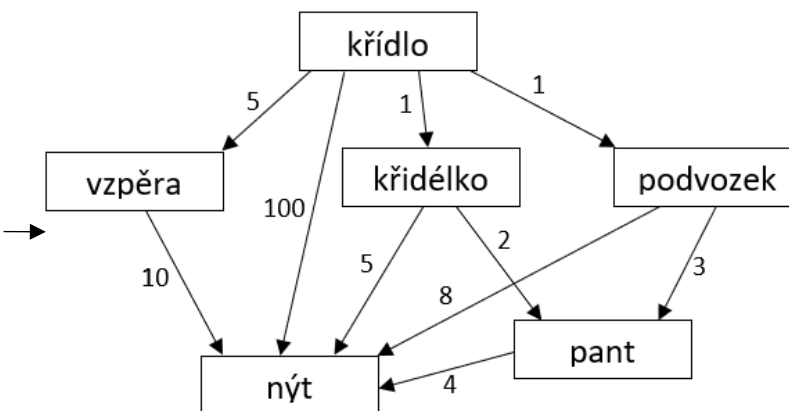 křídlo
5
1
1
vzpěra
křidélko
podvozek
100
2
10
5
8
3
pant
nýt
4